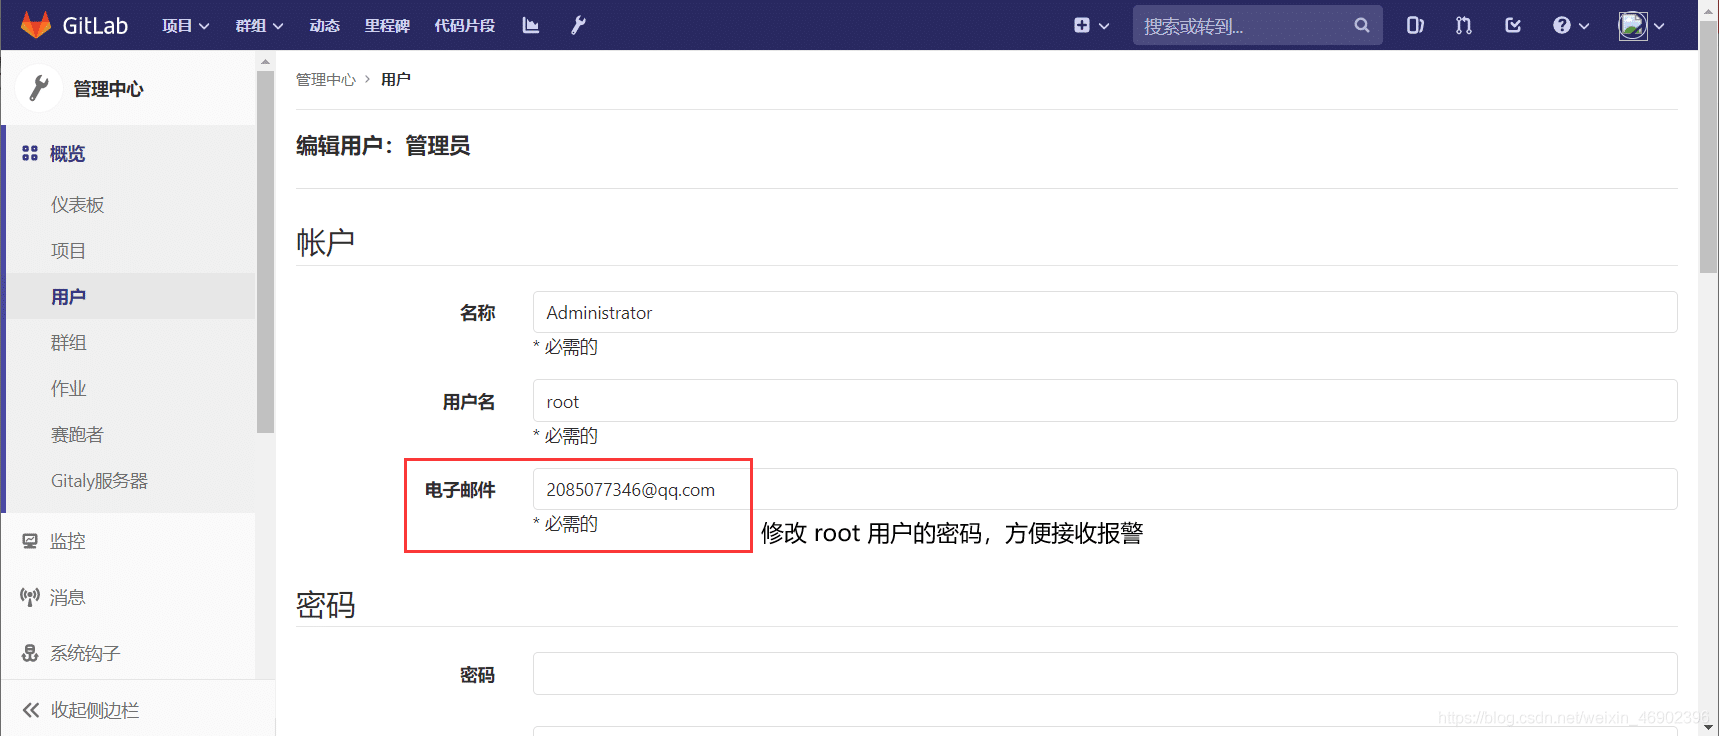 GitLab 项目 群组 动态 里程碑 代码片段 搜索或转到...
管理中心
概览
仪表板
项目
用户
群组
作业
赛跑者
Gitaly服务器
监控
消息
系统钩子
收起侧边栏
管理中心 › 用户
编辑用户：管理员
帐户
名称 Administrator
* 必需的
用户名 root
* 必需的
电子邮件 2085077346@qq.com
* 必需的
修改 root 用户的密码，方便接收报警
密码
密码
https://blog.csdn.net/weixin_46902396